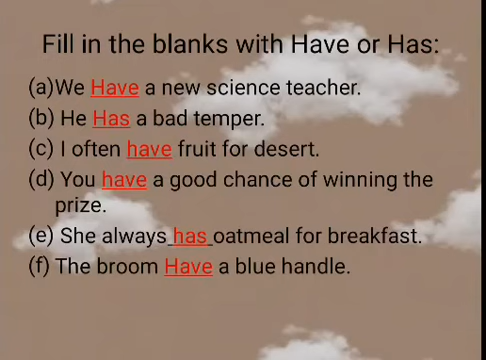 Fill in the blanks with Have or Has:
(a)We Have a new science teacher.
(b) He Has a bad temper.
(c) I often have fruit for desert.
(d) You have a good chance of winning the
prize.
(e) She always has oatmeal for breakfast.
(f) The broom Have a blue handle.